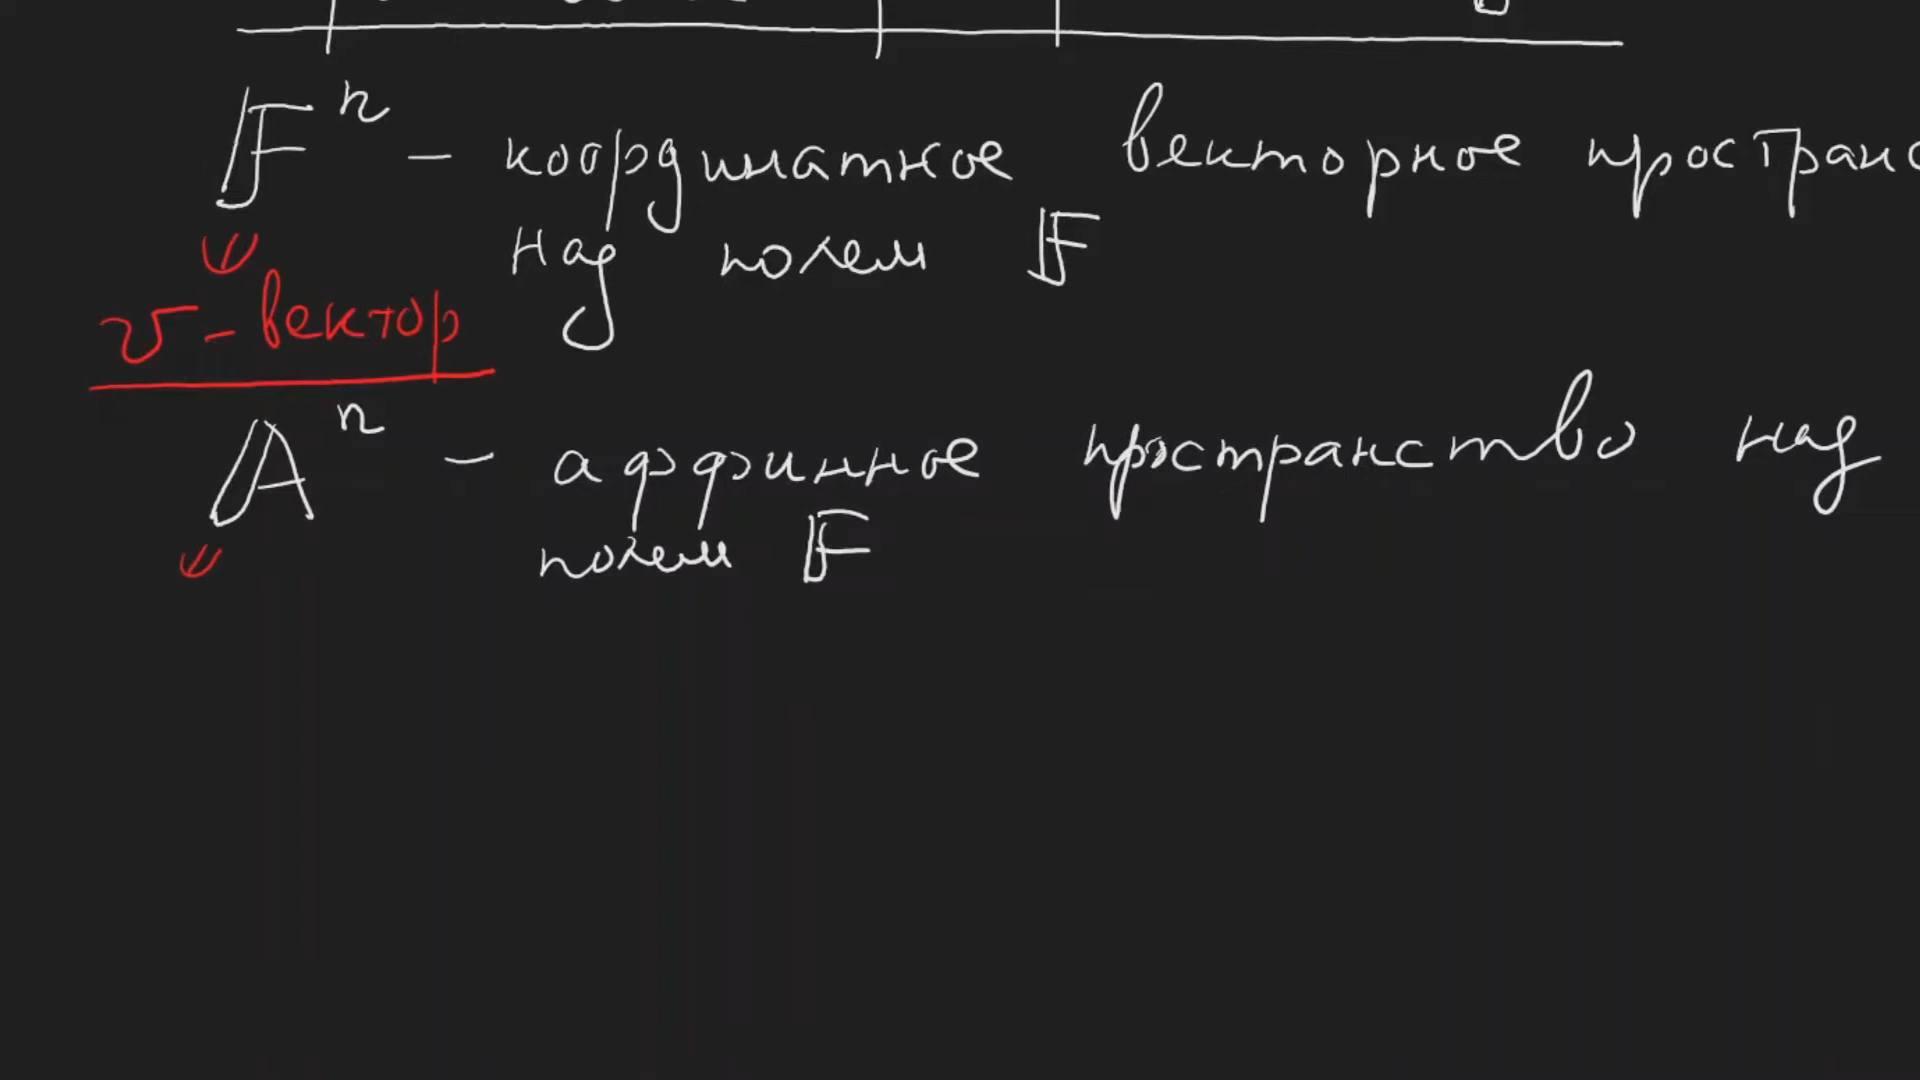 𝔽ⁿ - координатное векторное пространс
над полем 𝔽
v - вектор
𝔸ⁿ - аффинное пространство над
полем 𝔽